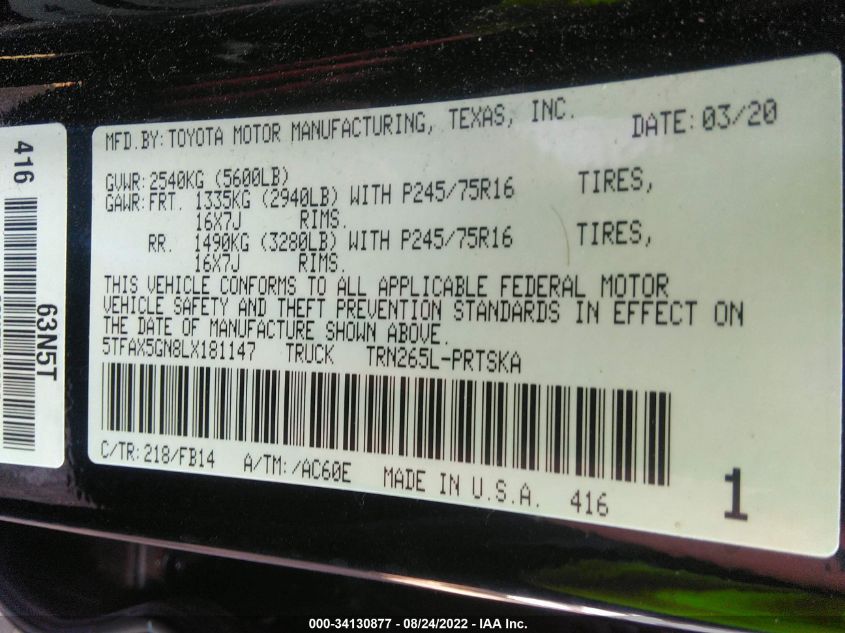 416
63N5T
MFD.BY:TOYOTA MOTOR MANUFACTURING, TEXAS, INC. DATE:03/20
GVWR:2540KG (5600LB)
GAWR:FRT. 1335KG (2940LB) WITH P245/75R16 TIRES,
16X7J RIMS.
RR. 1490KG (3280LB) WITH P245/75R16 TIRES,
16X7J RIMS.
THIS VEHICLE CONFORMS TO ALL APPLICABLE FEDERAL MOTOR
VEHICLE SAFETY AND THEFT PREVENTION STANDARDS IN EFFECT ON
THE DATE OF MANUFACTURE SHOWN ABOVE.
5TFAX5GN8LX181147 TRUCK TRN265L-PRTSKA
C/TR:218/FB14 A/TM:/AC60E MADE IN U.S.A. 416
1
000-34130877 - 08/24/2022 - IAA Inc.